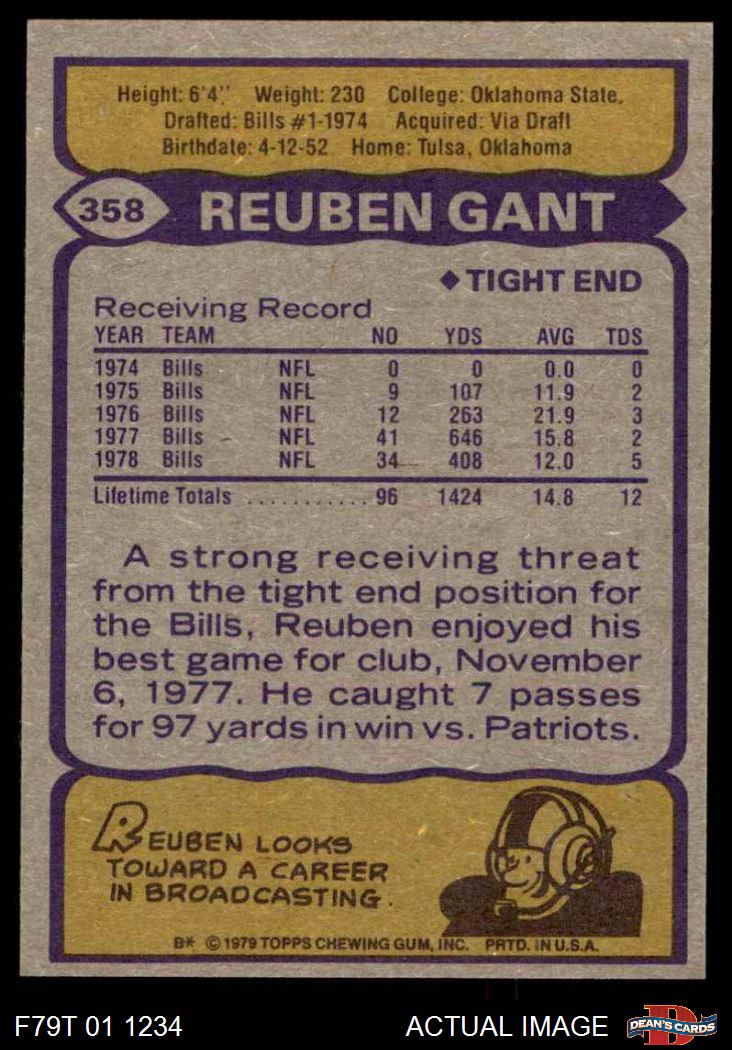 Height: 6'4" Weight: 230 College: Oklahoma State.
Drafted: Bills #1-1974 Acquired: Via Draft
Birthdate: 4-12-52 Home: Tulsa, Oklahoma
358 REUBEN GANT
◆ TIGHT END
Receiving Record
YEAR TEAM NO YDS AVG TDS
1974 Bills NFL 0 0 0.0 0
1975 Bills NFL 9 107 11.9 2
1976 Bills NFL 12 263 21.9 3
1977 Bills NFL 41 646 15.8 2
1978 Bills NFL 34 408 12.0 5
Lifetime Totals ........... 96 1424 14.8 12
A strong receiving threat
from the tight end position for
the Bills, Reuben enjoyed his
best game for club, November
6, 1977. He caught 7 passes
for 97 yards in win vs. Patriots.
REUBEN LOOKS
TOWARD A CAREER
IN BROADCASTING.
B* © 1979 TOPPS CHEWING GUM, INC. PRTD. IN U.S.A.
F79T 01 1234 ACTUAL IMAGE D DEAN'S CARDS